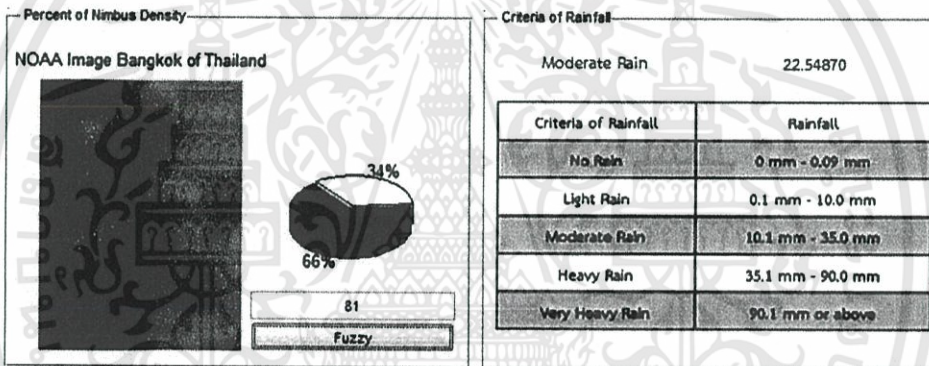 Percent of Nimbus Density
NOAA Image Bangkok of Thailand
34%
66%
81
Fuzzy
Criteria of Rainfall
Moderate Rain 22.54870
Criteria of Rainfall Rainfall
No Rain 0 mm - 0.09 mm
Light Rain 0.1 mm - 10.0 mm
Moderate Rain 10.1 mm - 35.0 mm
Heavy Rain 35.1 mm - 90.0 mm
Very Heavy Rain 90.1 mm or above